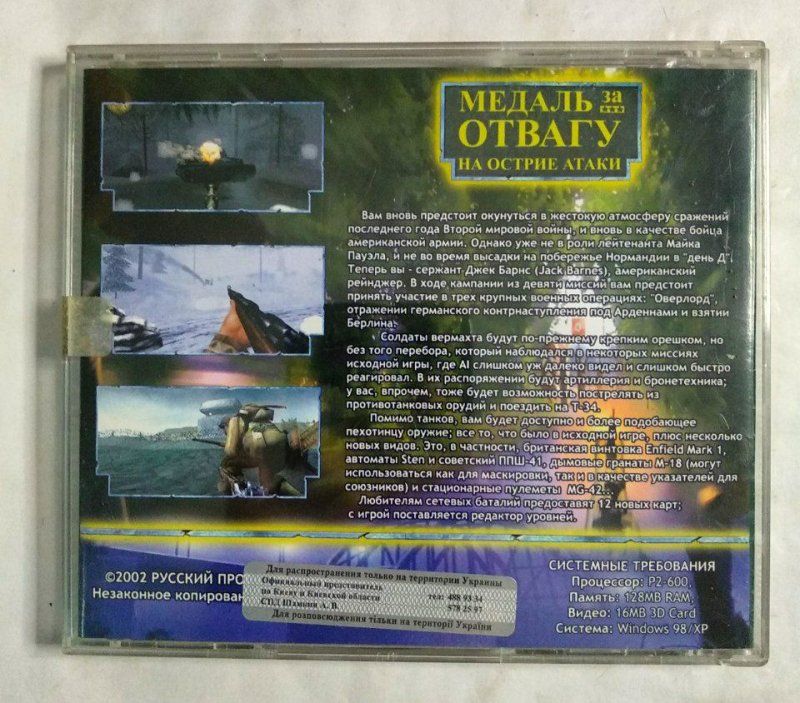 МЕДАЛЬ за
ОТВАГУ
НА ОСТРИЕ АТАКИ
Вам вновь предстоит окунуться в жестокую атмосферу сражений
последнего года Второй мировой войны, и вновь в качестве бойца
американской армии. Однако уже не в роли лейтенанта Майка
Пауэла, и не во время высадки на побережье Нормандии в "день Д".
Теперь вы - сержант Джек Барнс (Jack Barnes), американский
рейнджер. В ходе кампании из девяти миссий вам предстоит
принять участие в трех крупных военных операциях: "Оверлорд",
отражении германского контрнаступления под Арденнами и взятии
Берлина.
Солдаты вермахта будут по-прежнему крепким орешком, но
без того перебора, который наблюдался в некоторых миссиях
исходной игры, где AI слишком уж далеко видел и слишком быстро
реагировал. В их распоряжении будут артиллерия и бронетехника;
у вас, впрочем, тоже будет возможность пострелять из
противотанковых орудий и поездить на Т-34.
Помимо танков, вам будет доступно и более подобающее
пехотинцу оружие; все то, что было в исходной игре, плюс несколько
новых видов. Это, в частности, британская винтовка Enfield Mark 1,
автоматы Sten и советский ППШ-41, дымовые гранаты М-18 (могут
использоваться как для маскировки, так и в качестве указателей для
союзников) и стационарные пулеметы MG-42...
Любителям сетевых баталий предоставят 12 новых карт;
с игрой поставляется редактор уровней.
©2002 РУССКИЙ ПРО
Незаконное копирован
Для распространения только на территории Украины
Официальный представитель
по Киеву и Киевской области тел: 488 93 34
СПД Шамшин А. В. 578 25 97
Для розповсюдження тільки на території України
СИСТЕМНЫЕ ТРЕБОВАНИЯ
Процессор: P2-600,
Память: 128MB RAM,
Видео: 16MB 3D Card
Система: Windows 98/XP